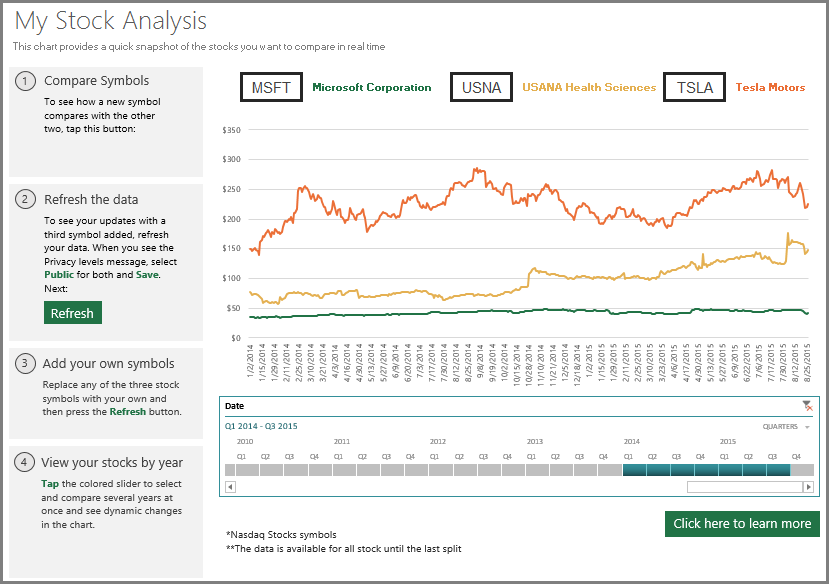 My Stock Analysis
This chart provides a quick snapshot of the stocks you want to compare in real time
1 Compare Symbols
To see how a new symbol
compares with the other
two, tap this button:
2 Refresh the data
To see your updates with a
third symbol added, refresh
your data. When you see the
Privacy levels message, select
Public for both and Save.
Next:
Refresh
3 Add your own symbols
Replace any of the three stock
symbols with your own and
then press the Refresh button.
4 View your stocks by year
Tap the colored slider to select
and compare several years at
once and see dynamic changes
in the chart.
MSFT Microsoft Corporation USNA USANA Health Sciences TSLA Tesla Motors
$350
$300
$250
$200
$150
$100
$50
$0
1/2/2014 1/15/2014 1/29/2014 2/11/2014 2/25/2014 3/10/2014 3/21/2014 4/3/2014 4/16/2014 4/30/2014 5/13/2014 5/27/2014 6/9/2014 6/20/2014 7/3/2014 7/17/2014 7/30/2014 8/12/2014 8/25/2014 9/8/2014 9/19/2014 10/2/2014 10/15/2014 10/28/2014 11/10/2014 11/21/2014 12/5/2014 12/18/2014 1/2/2015 1/15/2015 1/29/2015 2/11/2015 2/25/2015 3/10/2015 3/23/2015 4/6/2015 4/17/2015 4/30/2015 5/13/2015 5/27/2015 6/9/2015 6/22/2015 7/6/2015 7/17/2015 7/30/2015 8/12/2015 8/25/2015
Date
Q1 2014 - Q3 2015 QUARTERS
2010 2011 2012 2013 2014 2015
Q1 Q2 Q3 Q4 Q1 Q2 Q3 Q4 Q1 Q2 Q3 Q4 Q1 Q2 Q3 Q4 Q1 Q2 Q3 Q4 Q1 Q2 Q3 Q4
Click here to learn more
*Nasdaq Stocks symbols
**The data is available for all stock until the last split